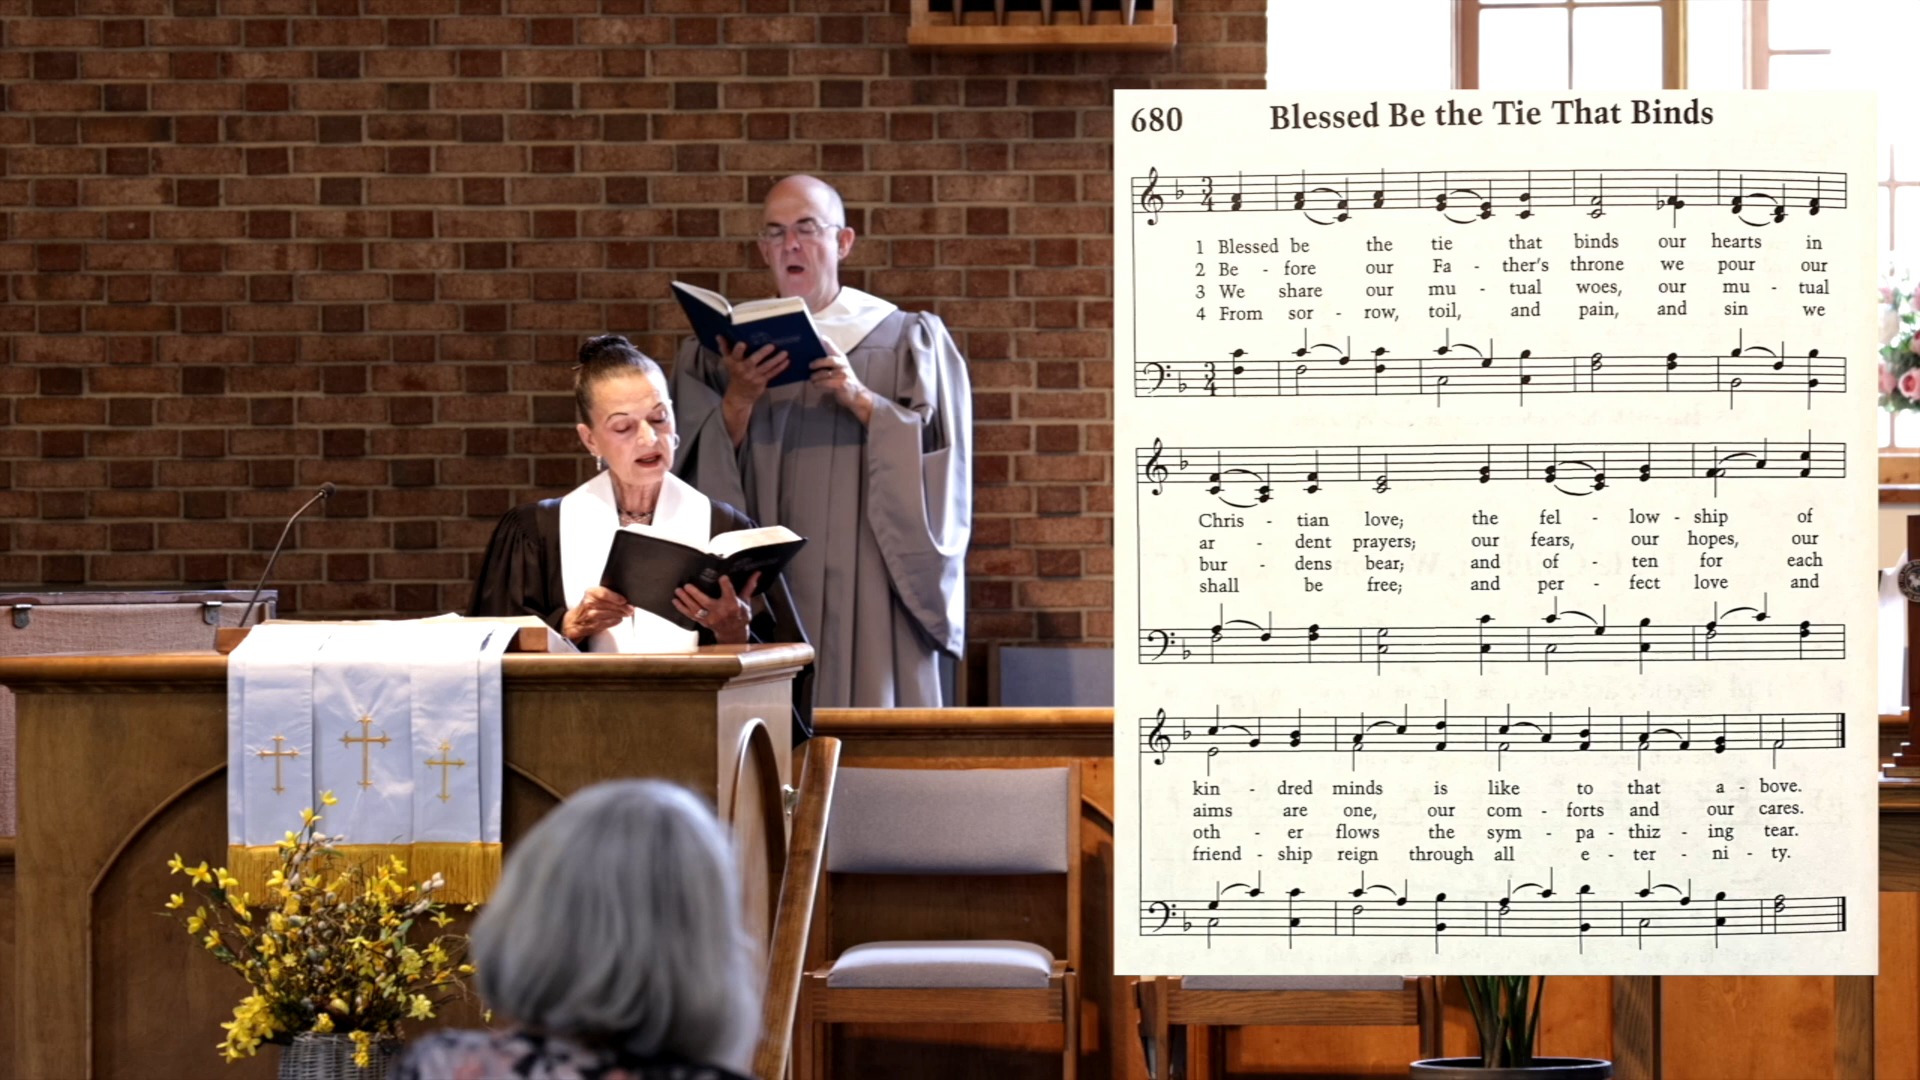 680 Blessed Be the Tie That Binds
1 Blessed be the tie that binds our hearts in
2 Be - fore our Fa - ther's throne we pour our
3 We share our mu - tual woes, our mu - tual
4 From sor - row, toil, and pain, and sin we
Chris - tian love; the fel - low - ship of
ar - dent prayers; our fears, our hopes, our
bur - dens bear; and of - ten for each
shall be free; and per - fect love and
kin - dred minds is like to that a - bove.
aims are one, our com - forts and our cares.
oth - er flows the sym - pa - thiz - ing tear.
friend - ship reign through all e - ter - ni - ty.